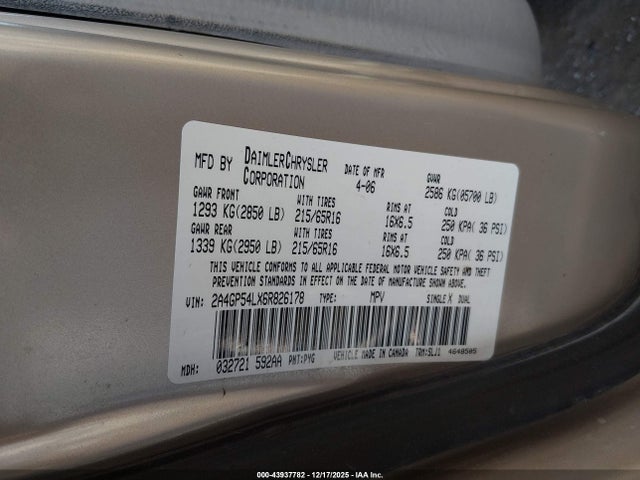 MFD BY DAIMLERCHRYSLER CORPORATION DATE OF MFR 4-06 GVWR 2586 KG(05700 LB)
GAWR FRONT WITH TIRES RIMS AT COLD
1293 KG(2850 LB) 215/65R16 16X6.5 250 KPA( 36 PSI)
GAWR REAR WITH TIRES RIMS AT COLD
1339 KG(2950 LB) 215/65R16 16X6.5 250 KPA( 36 PSI)
THIS VEHICLE CONFORMS TO ALL APPLICABLE FEDERAL MOTOR VEHICLE SAFETY AND THEFT
PREVENTION STANDARDS IN EFFECT ON THE DATE OF MANUFACTURE SHOWN ABOVE.
VIN: 2A4GP54LX6R826178 TYPE: MPV SINGLE X DUAL
MDH: 032721 592AA PNT:PYG VEHICLE MADE IN CANADA TRM:SLJ1 4648505
000-43937782 - 12/17/2025 - IAA Inc.